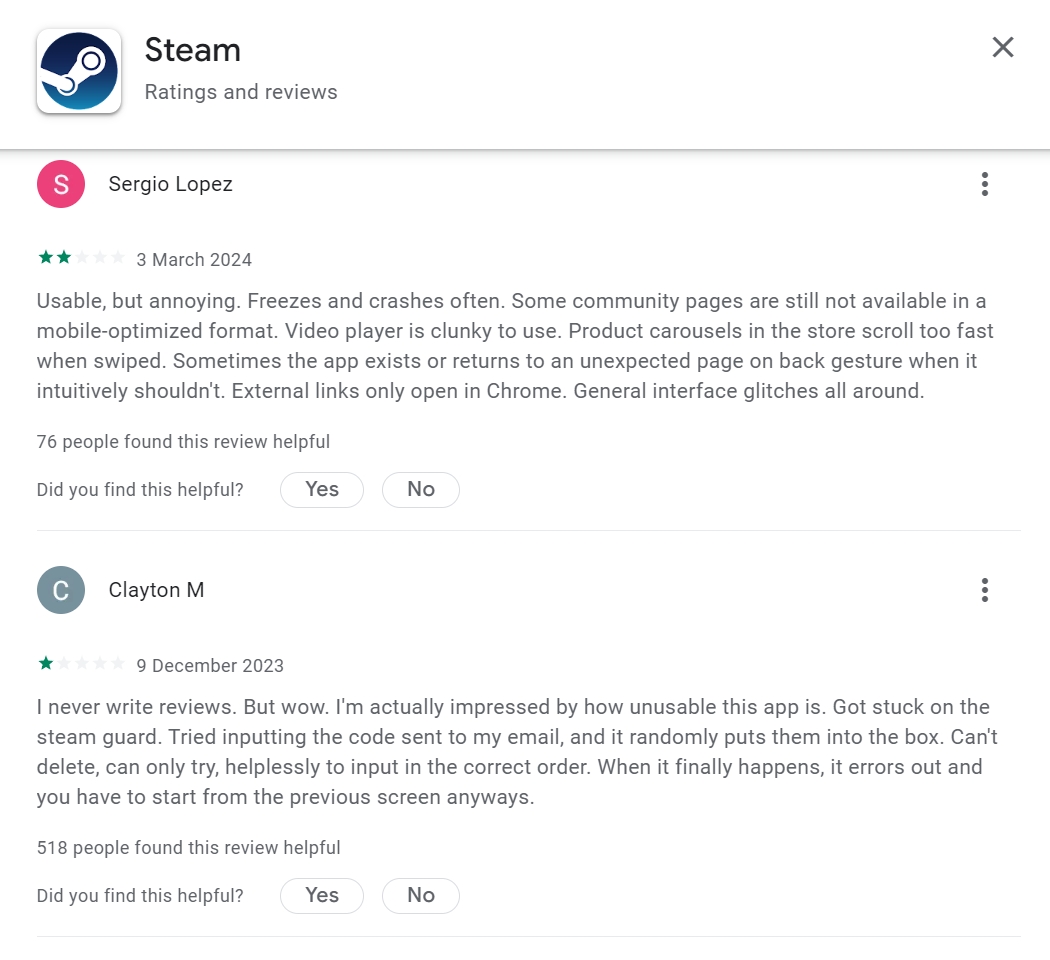 Steam
Ratings and reviews
S
Sergio Lopez
3 March 2024
Usable, but annoying. Freezes and crashes often. Some community pages are still not available in a
mobile-optimized format. Video player is clunky to use. Product carousels in the store scroll too fast
when swiped. Sometimes the app exists or returns to an unexpected page on back gesture when it
intuitively shouldn't. External links only open in Chrome. General interface glitches all around.
76 people found this review helpful
Did you find this helpful? Yes No
C
Clayton M
9 December 2023
I never write reviews. But wow. I'm actually impressed by how unusable this app is. Got stuck on the
steam guard. Tried inputting the code sent to my email, and it randomly puts them into the box. Can't
delete, can only try, helplessly to input in the correct order. When it finally happens, it errors out and
you have to start from the previous screen anyways.
518 people found this review helpful
Did you find this helpful? Yes No